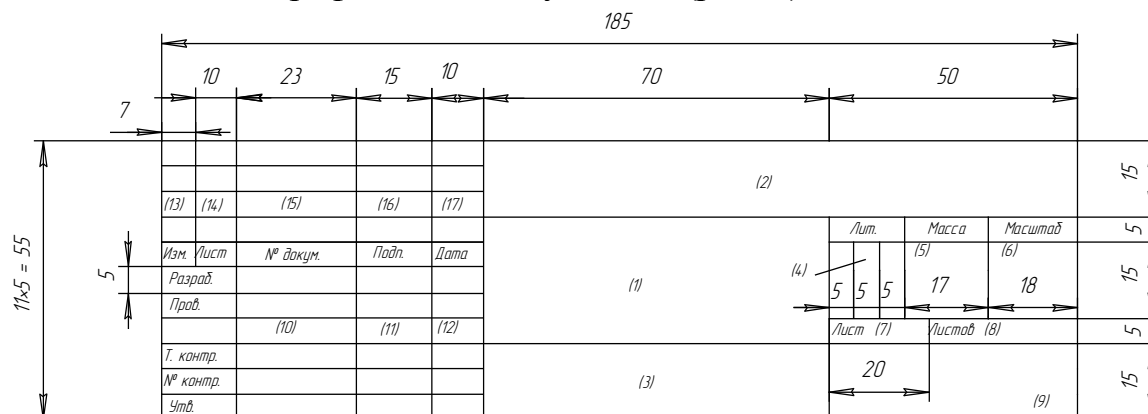 185
10 23 15 10 70 50
7
(2) 15
(13) (14) (15) (16) (17)
Лит. Масса Масштаб 5
Изм. Лист № докум. Подп. Дата (5) (6)
11×5 = 55 5 Разраб. (4) (1) 5 5 5 17 18 15
Пров.
(10) (11) (12) Лист (7) Листов (8) 5
Т. контр.
№ контр. (3) 20 15
Утв. (9)